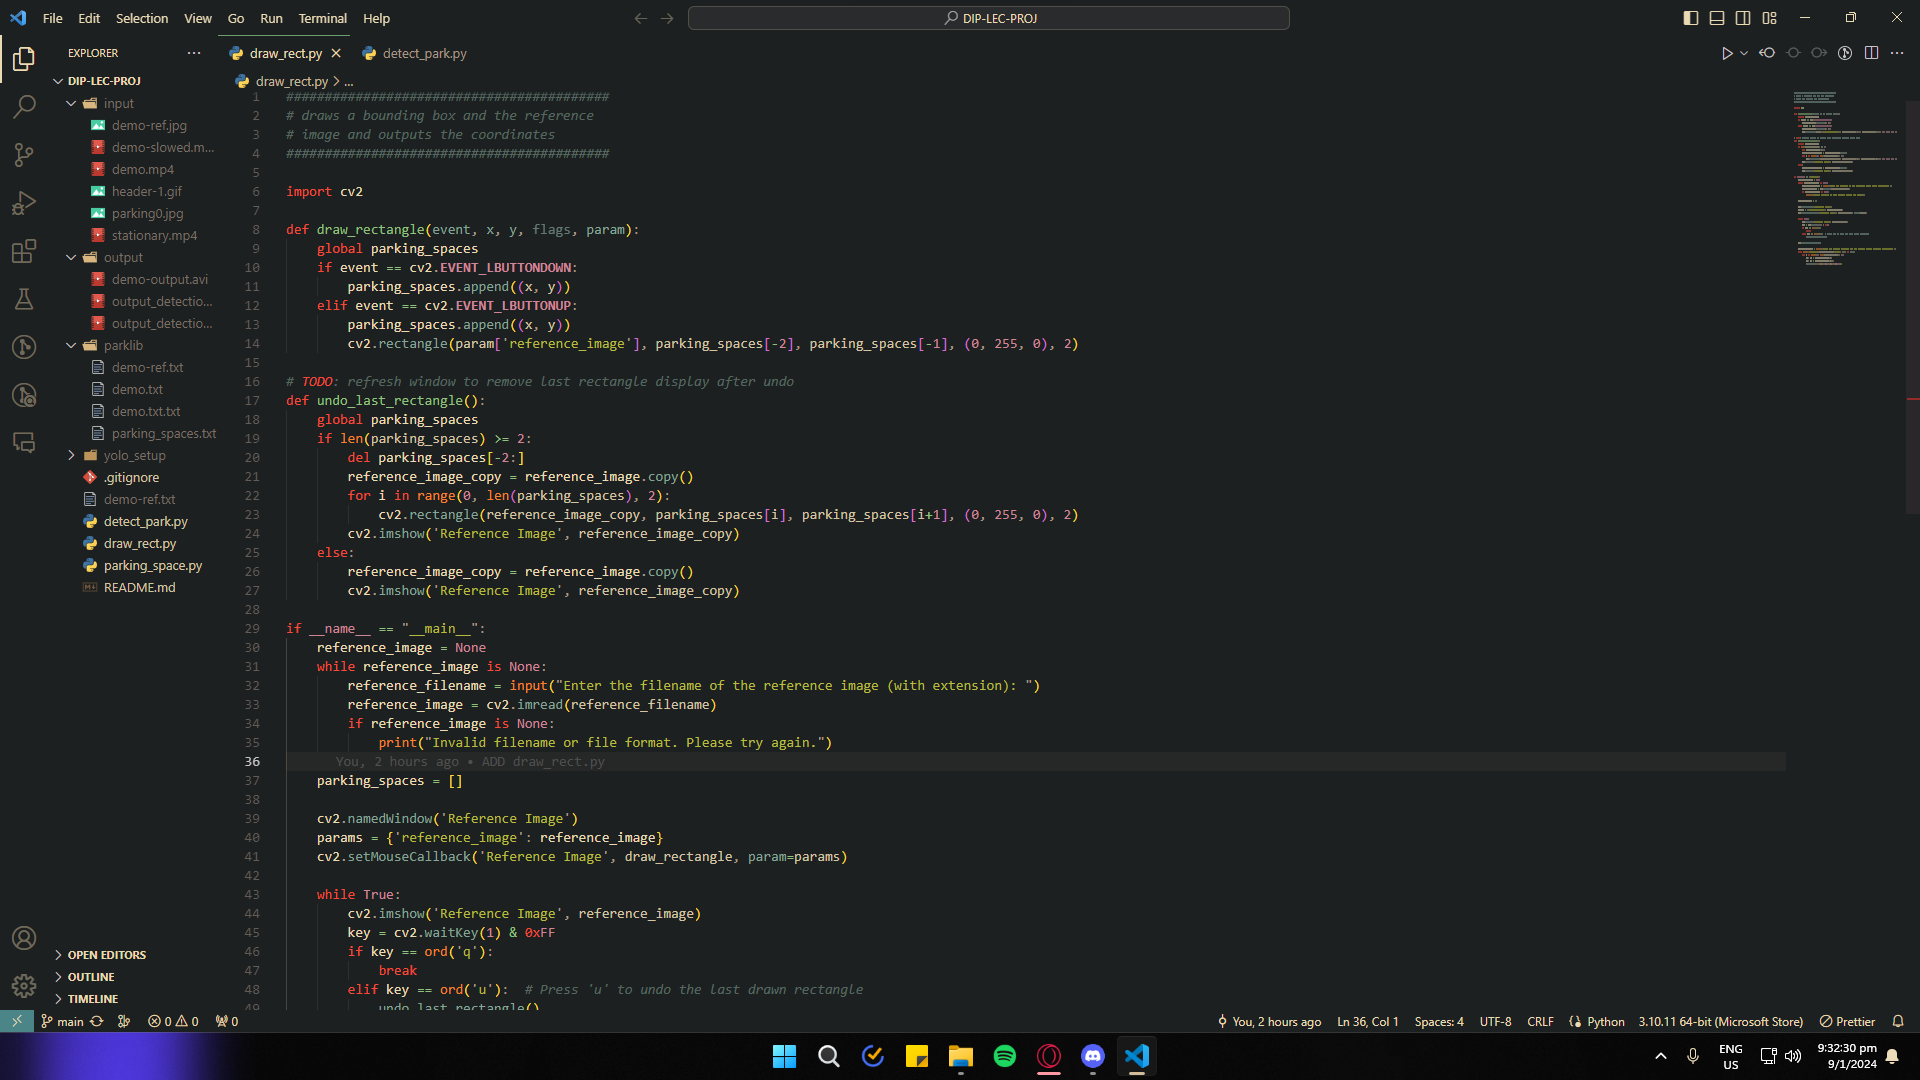 File Edit Selection View Go Run Terminal Help
DIP-LEC-PROJ
EXPLORER
DIP-LEC-PROJ
input
demo-ref.jpg
demo-slowed.m...
demo.mp4
header-1.gif
parking0.jpg
stationary.mp4
output
demo-output.avi
output_detectio...
output_detectio...
parklib
demo-ref.txt
demo.txt
demo.txt.txt
parking_spaces.txt
yolo_setup
.gitignore
demo-ref.txt
detect_park.py
draw_rect.py
parking_space.py
README.md
OPEN EDITORS
OUTLINE
TIMELINE
draw_rect.py detect_park.py
draw_rect.py > ...
1 ##########################################
2 # draws a bounding box and the reference
3 # image and outputs the coordinates
4 ##########################################
5
6 import cv2
7
8 def draw_rectangle(event, x, y, flags, param):
9 global parking_spaces
10 if event == cv2.EVENT_LBUTTONDOWN:
11 parking_spaces.append((x, y))
12 elif event == cv2.EVENT_LBUTTONUP:
13 parking_spaces.append((x, y))
14 cv2.rectangle(param['reference_image'], parking_spaces[-2], parking_spaces[-1], (0, 255, 0), 2)
15
16 # TODO: refresh window to remove last rectangle display after undo
17 def undo_last_rectangle():
18 global parking_spaces
19 if len(parking_spaces) >= 2:
20 del parking_spaces[-2:]
21 reference_image_copy = reference_image.copy()
22 for i in range(0, len(parking_spaces), 2):
23 cv2.rectangle(reference_image_copy, parking_spaces[i], parking_spaces[i+1], (0, 255, 0), 2)
24 cv2.imshow('Reference Image', reference_image_copy)
25 else:
26 reference_image_copy = reference_image.copy()
27 cv2.imshow('Reference Image', reference_image_copy)
28
29 if __name__ == "__main__":
30 reference_image = None
31 while reference_image is None:
32 reference_filename = input("Enter the filename of the reference image (with extension): ")
33 reference_image = cv2.imread(reference_filename)
34 if reference_image is None:
35 print("Invalid filename or file format. Please try again.")
36 You, 2 hours ago • ADD draw_rect.py
37 parking_spaces = []
38
39 cv2.namedWindow('Reference Image')
40 params = {'reference_image': reference_image}
41 cv2.setMouseCallback('Reference Image', draw_rectangle, param=params)
42
43 while True:
44 cv2.imshow('Reference Image', reference_image)
45 key = cv2.waitKey(1) & 0xFF
46 if key == ord('q'):
47 break
48 elif key == ord('u'): # Press 'u' to undo the last drawn rectangle
49 undo_last_rectangle()
main 0 0 0 You, 2 hours ago Ln 36, Col 1 Spaces: 4 UTF-8 CRLF Python 3.10.11 64-bit (Microsoft Store) Prettier
ENG
US
9:32:30 pm
9/1/2024